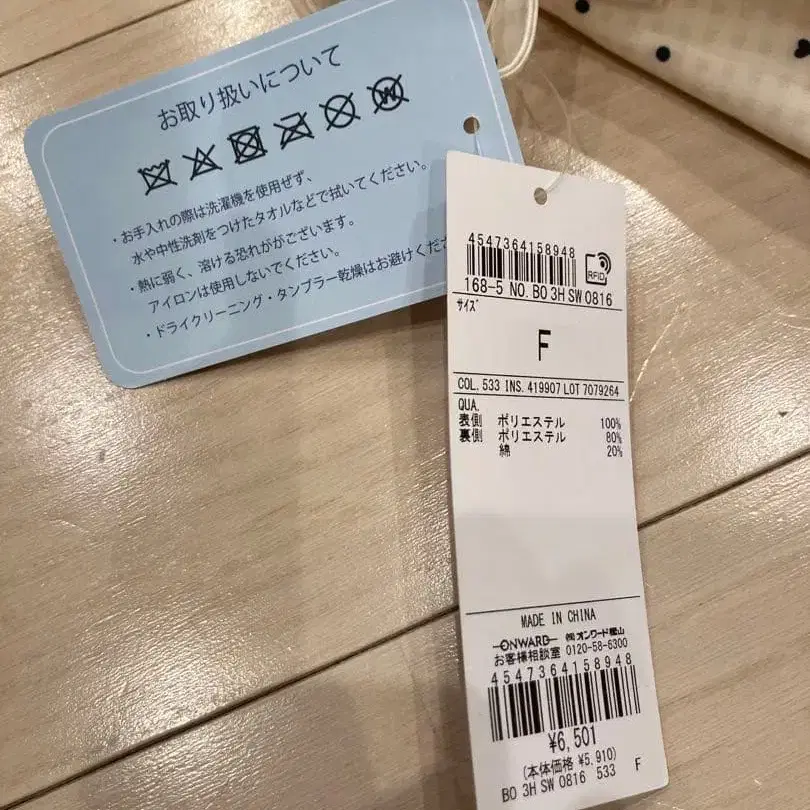 お取り扱いについて
・お手入れの際は洗濯機を使用せず、
水や中性洗剤をつけたタオルなどで拭いてください。
・熱に弱く、溶ける恐れががございます。
アイロンは使用しないでください。
・ドライクリーニング・タンブラー乾燥はお避けくださ
4547364158948
RFID
168-5 NO. BO 3H SW 0816
サイズ
F
COL. 533 INS. 419907 LOT 7079264
QUA.
表側 ポリエステル 100%
裏側 ポリエステル 80%
綿 20%
MADE IN CHINA
ONWARD ㈱オンワード樫山
お客様相談室 0120-58-6300
4547364158948
¥6,501
(本体価格 ¥5,910)
BO 3H SW 0816 533 F